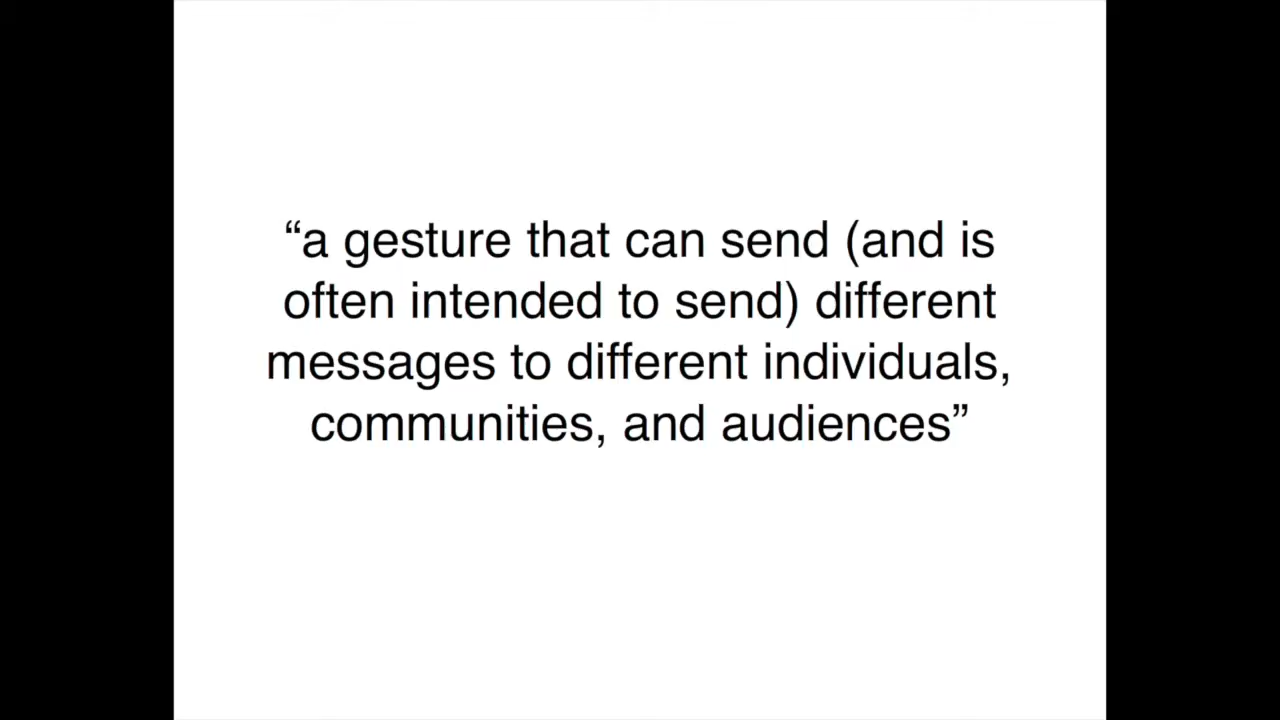 “a gesture that can send (and is
often intended to send) different
messages to different individuals,
communities, and audiences”